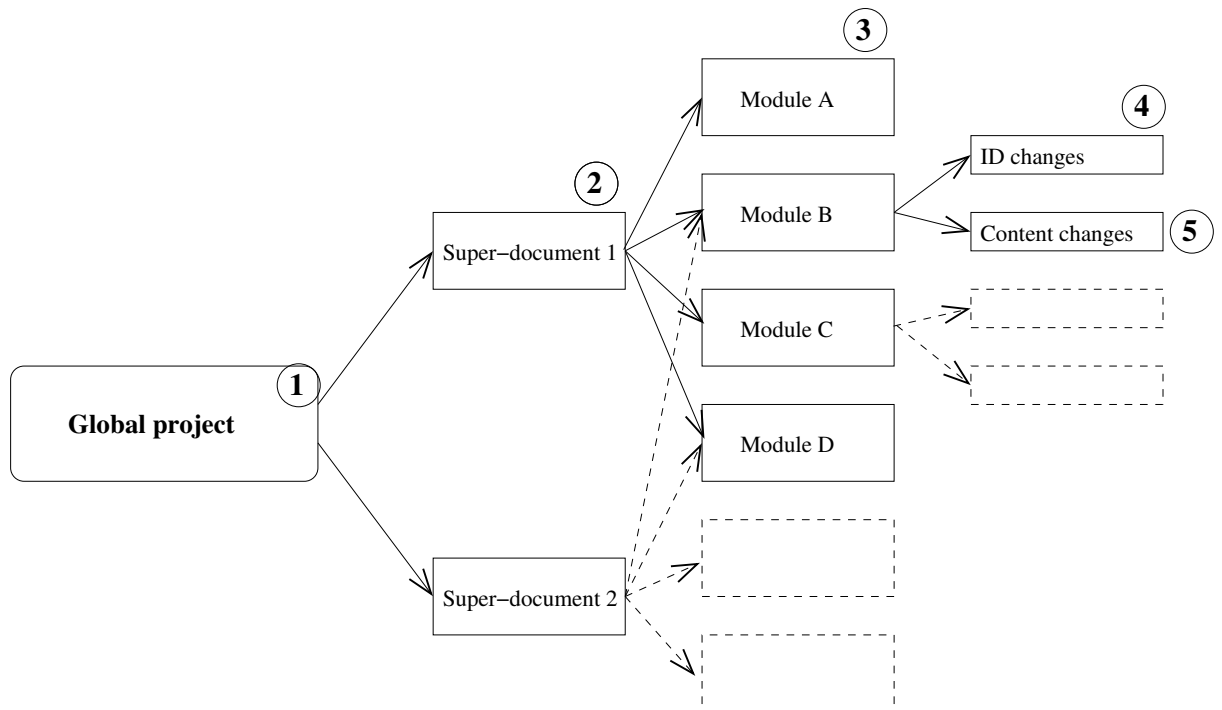 3
Module A
4
ID changes
2
Module B
5
Super−document 1
Content changes
Module C
1
Global project
Module D
Super−document 2